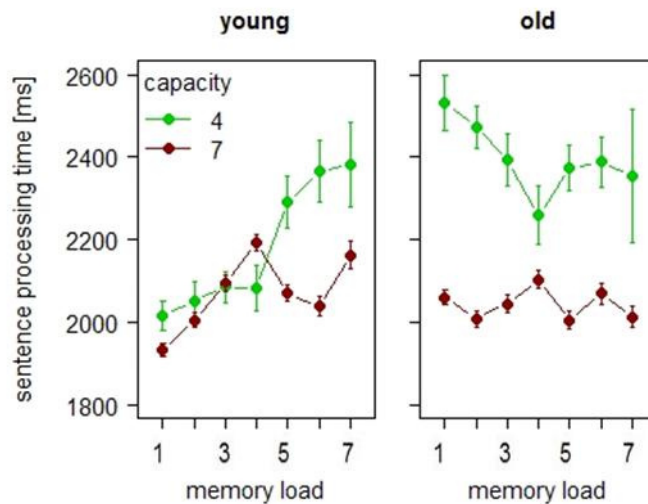 young
old
sentence processing time [ms]
2600
2400
2200
2000
1800
capacity
4
7
1
3
5
7
1
3
5
7
memory load
memory load